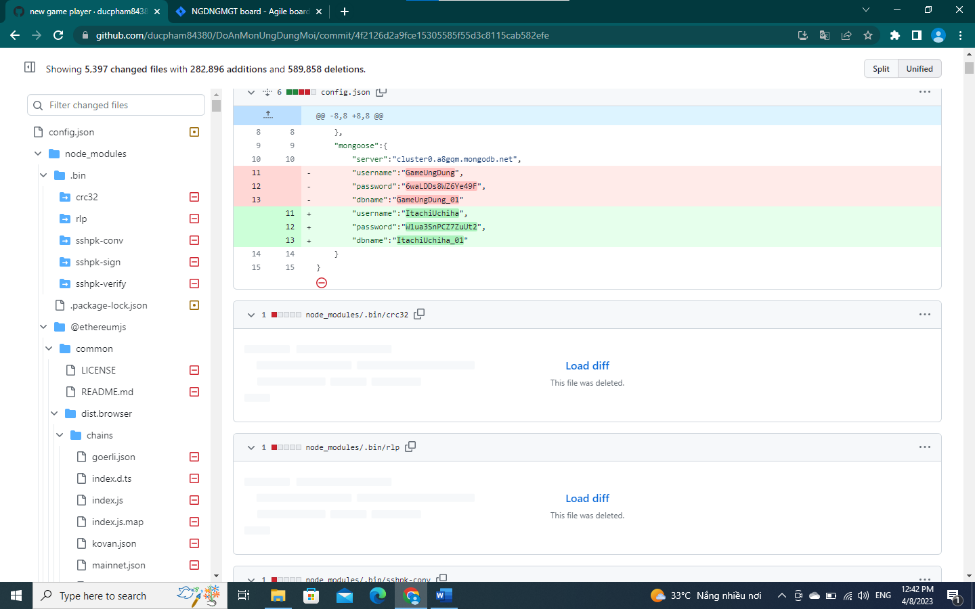 new game player · ducpham8438
NGDNGMGT board - Agile board
github.com/ducpham84380/DoAnMonUngDungMoi/commit/4f2126d2a9fce15305585f55d3c8115cab582efe
Showing 5,397 changed files with 282,896 additions and 589,858 deletions.
Split Unified
Filter changed files
config.json
node_modules
.bin
crc32
rlp
sshpk-conv
sshpk-sign
sshpk-verify
.package-lock.json
@ethereumjs
common
LICENSE
README.md
dist.browser
chains
goerli.json
index.d.ts
index.js
index.js.map
kovan.json
mainnet.json
6 config.json
@@ -8,8 +8,8 @@
8 8 },
9 9 "mongoose":{
10 10 "server":"cluster0.a8gqm.mongodb.net",
11 - "username":"GameUngDung",
12 - "password":"6waLDDs8WZ6Ye49F",
13 - "dbname":"GameUngDung_01"
11 + "username":"ItachiUchiha",
12 + "password":"Wlua3SnPCZ7ZuUt2",
13 + "dbname":"ItachiUchiha_01"
14 14 }
15 15 }
1 node_modules/.bin/crc32
Load diff
This file was deleted.
1 node_modules/.bin/rlp
Load diff
This file was deleted.
1 node_modules/.bin/sshpk-conv
Type here to search
33°C Nắng nhiều nơi
ENG
12:42 PM
4/8/2023
1